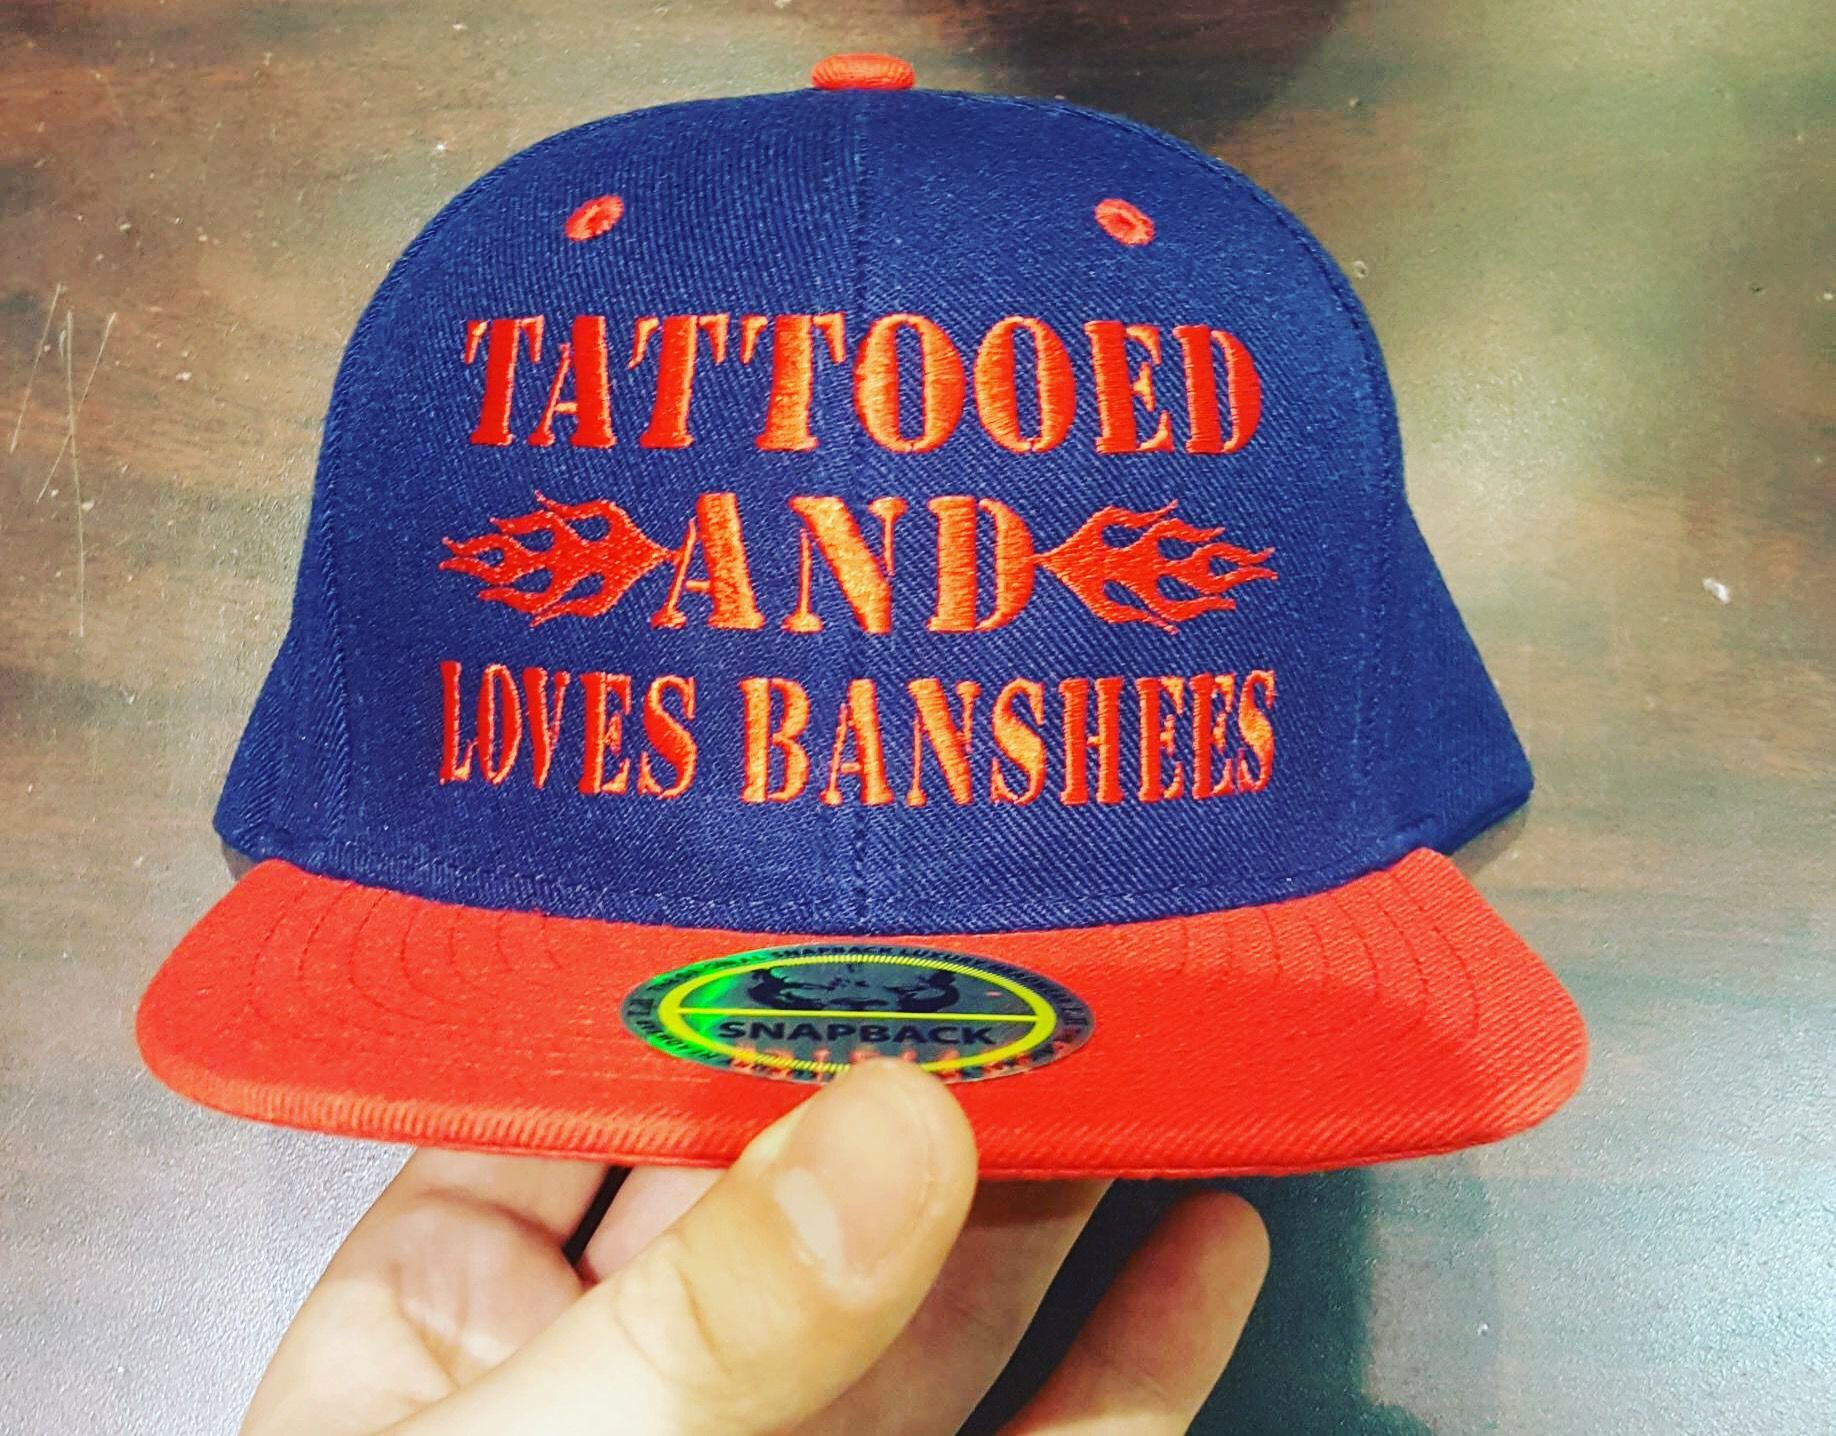 TATTOOED
AND
LOVES BANSHEES
SNAPBACK